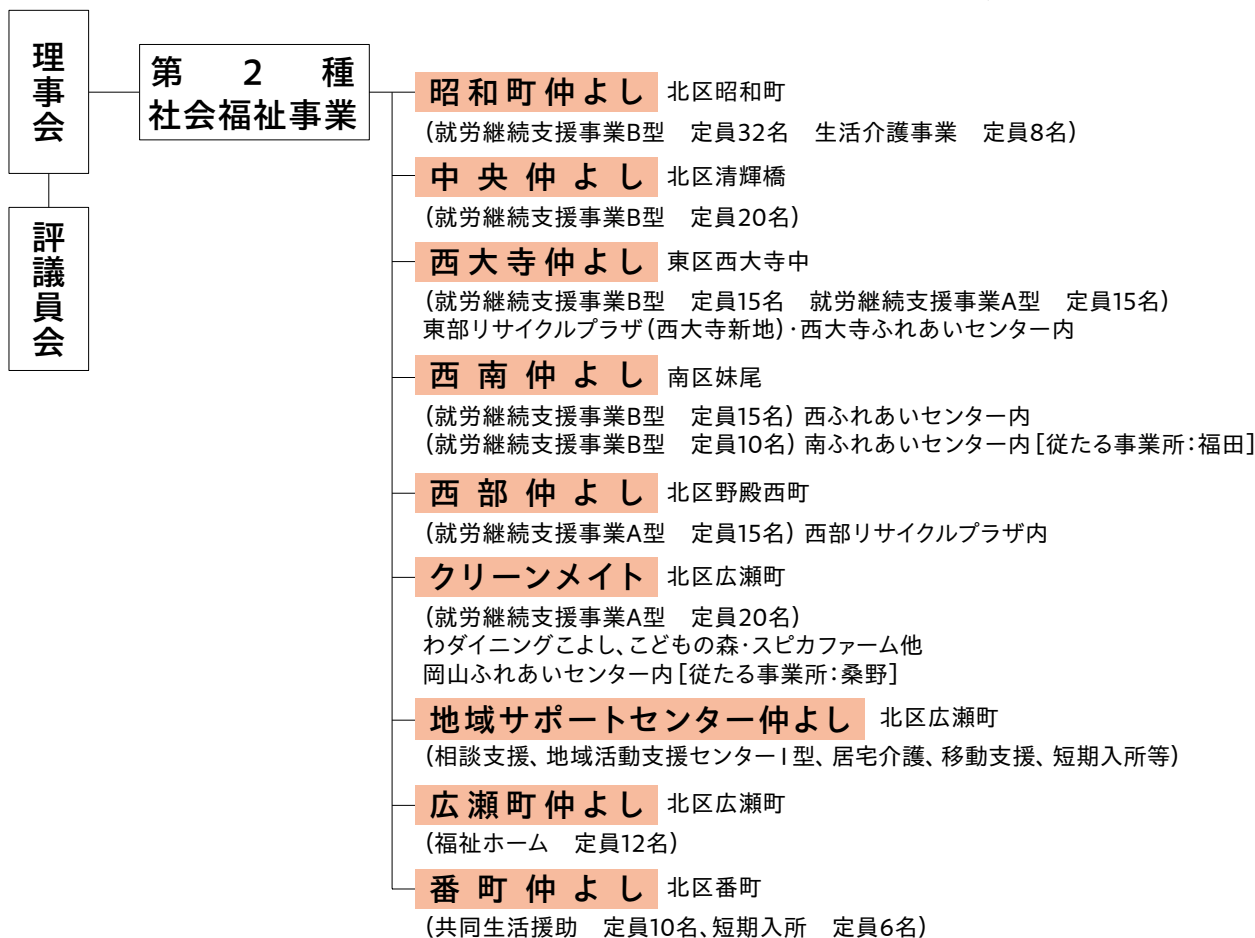 理事会
評議員会
第2種
社会福祉事業
昭和町仲よし 北区昭和町
(就労継続支援事業B型 定員32名 生活介護事業 定員8名)
中央仲よし 北区清輝橋
(就労継続支援事業B型 定員20名)
西大寺仲よし 東区西大寺中
(就労継続支援事業B型 定員15名 就労継続支援事業A型 定員15名)
東部リサイクルプラザ(西大寺新地)・西大寺ふれあいセンター内
西南仲よし 南区妹尾
(就労継続支援事業B型 定員15名) 西ふれあいセンター内
(就労継続支援事業B型 定員10名) 南ふれあいセンター内[従たる事業所:福田]
西部仲よし 北区野殿西町
(就労継続支援事業A型 定員15名) 西部リサイクルプラザ内
クリーンメイト 北区広瀬町
(就労継続支援事業A型 定員20名)
わダイニングこよし、こどもの森・スピカファーム他
岡山ふれあいセンター内[従たる事業所:桑野]
地域サポートセンター仲よし 北区広瀬町
(相談支援、地域活動支援センターI型、居宅介護、移動支援、短期入所等)
広瀬町仲よし 北区広瀬町
(福祉ホーム 定員12名)
番町仲よし 北区番町
(共同生活援助 定員10名、短期入所 定員6名)